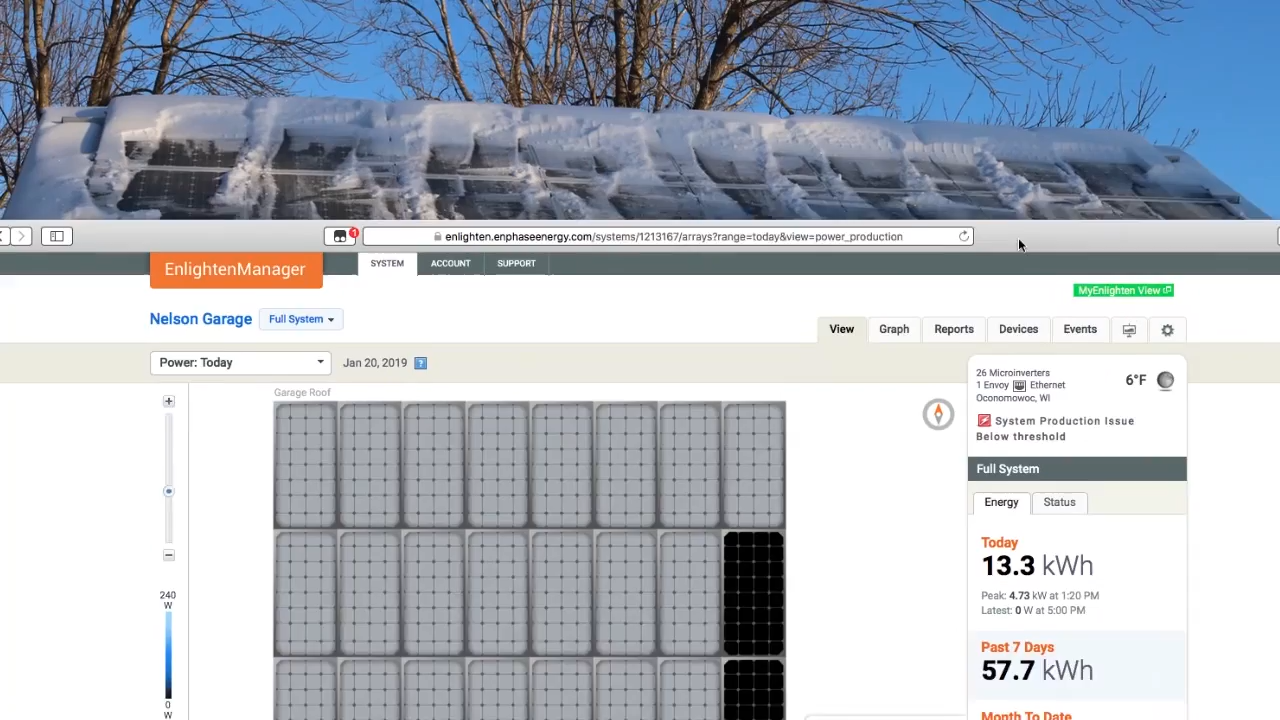 1
enlighten.enphaseenergy.com/systems/1213167/arrays?range=today&view=power_production
EnlightenManager
SYSTEM
ACCOUNT
SUPPORT
MyEnlighten View
Nelson Garage
Full System
View
Graph
Reports
Devices
Events
Power: Today
Jan 20, 2019
?
Garage Roof
26 Microinverters
1 Envoy Ethernet
Oconomowoc, WI
6°F
System Production Issue
Below threshold
Full System
Energy
Status
Today
13.3 kWh
Peak: 4.73 kW at 1:20 PM
Latest: 0 W at 5:00 PM
Past 7 Days
57.7 kWh
Month To Date
240
W
0
W